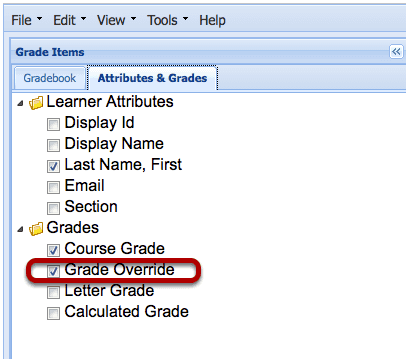 File Edit View Tools Help
Grade Items
Gradebook Attributes & Grades
Learner Attributes
Display Id
Display Name
Last Name, First
Email
Section
Grades
Course Grade
Grade Override
Letter Grade
Calculated Grade